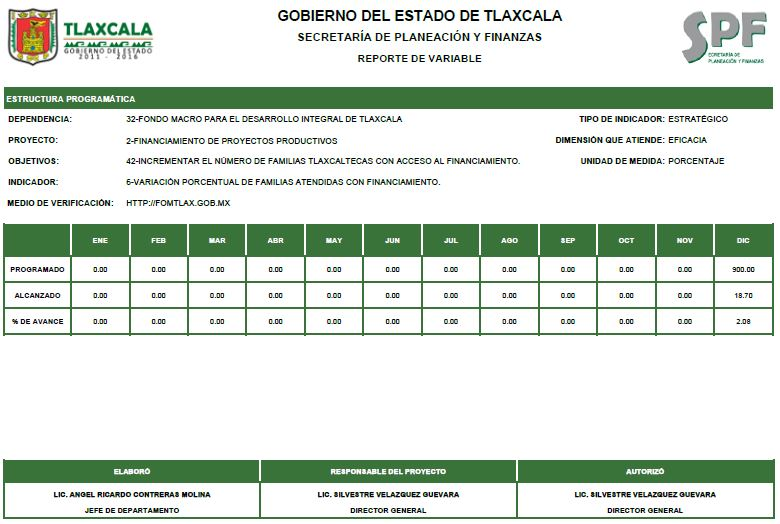 TLAXCALA
GOBIERNO DEL ESTADO
2011 - 2016
GOBIERNO DEL ESTADO DE TLAXCALA
SECRETARÍA DE PLANEACIÓN Y FINANZAS
REPORTE DE VARIABLE
SPF
SECRETARÍA DE
PLANEACIÓN Y FINANZAS
ESTRUCTURA PROGRAMÁTICA
DEPENDENCIA: 32-FONDO MACRO PARA EL DESARROLLO INTEGRAL DE TLAXCALA TIPO DE INDICADOR: ESTRATÉGICO
PROYECTO: 2-FINANCIAMIENTO DE PROYECTOS PRODUCTIVOS DIMENSIÓN QUE ATIENDE: EFICACIA
OBJETIVOS: 42-INCREMENTAR EL NÚMERO DE FAMILIAS TLAXCALTECAS CON ACCESO AL FINANCIAMIENTO. UNIDAD DE MEDIDA: PORCENTAJE
INDICADOR: 6-VARIACIÓN PORCENTUAL DE FAMILIAS ATENDIDAS CON FINANCIAMIENTO.
MEDIO DE VERIFICACIÓN: HTTP://FOMTLAX.GOB.MX
ENE FEB MAR ABR MAY JUN JUL AGO SEP OCT NOV DIC
PROGRAMADO 0.00 0.00 0.00 0.00 0.00 0.00 0.00 0.00 0.00 0.00 0.00 900.00
ALCANZADO 0.00 0.00 0.00 0.00 0.00 0.00 0.00 0.00 0.00 0.00 0.00 18.70
% DE AVANCE 0.00 0.00 0.00 0.00 0.00 0.00 0.00 0.00 0.00 0.00 0.00 2.08
ELABORÓ RESPONSABLE DEL PROYECTO AUTORIZÓ
LIC. ANGEL RICARDO CONTRERAS MOLINA LIC. SILVESTRE VELAZQUEZ GUEVARA LIC. SILVESTRE VELAZQUEZ GUEVARA
JEFE DE DEPARTAMENTO DIRECTOR GENERAL DIRECTOR GENERAL